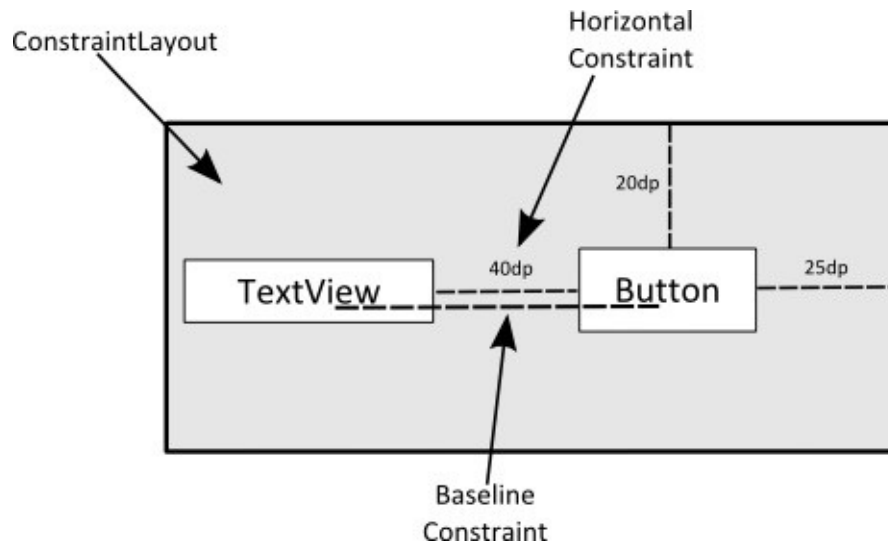 Horizontal
Constraint
ConstraintLayout
20dp
40dp
25dp
TextView
Button
Baseline
Constraint